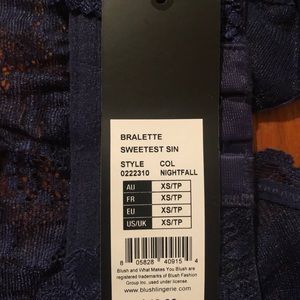 BRALETTE
SWEETEST SIN
STYLE COL
0222310 NIGHTFALL
AU XS/TP
FR XS/TP
EU XS/TP
US/UK XS/TP
8 05828 40915 4
Blush and What Makes You Blush are
registered trademarks of Blush Fashion
Group Inc. used under license.
www.blushlingerie.com